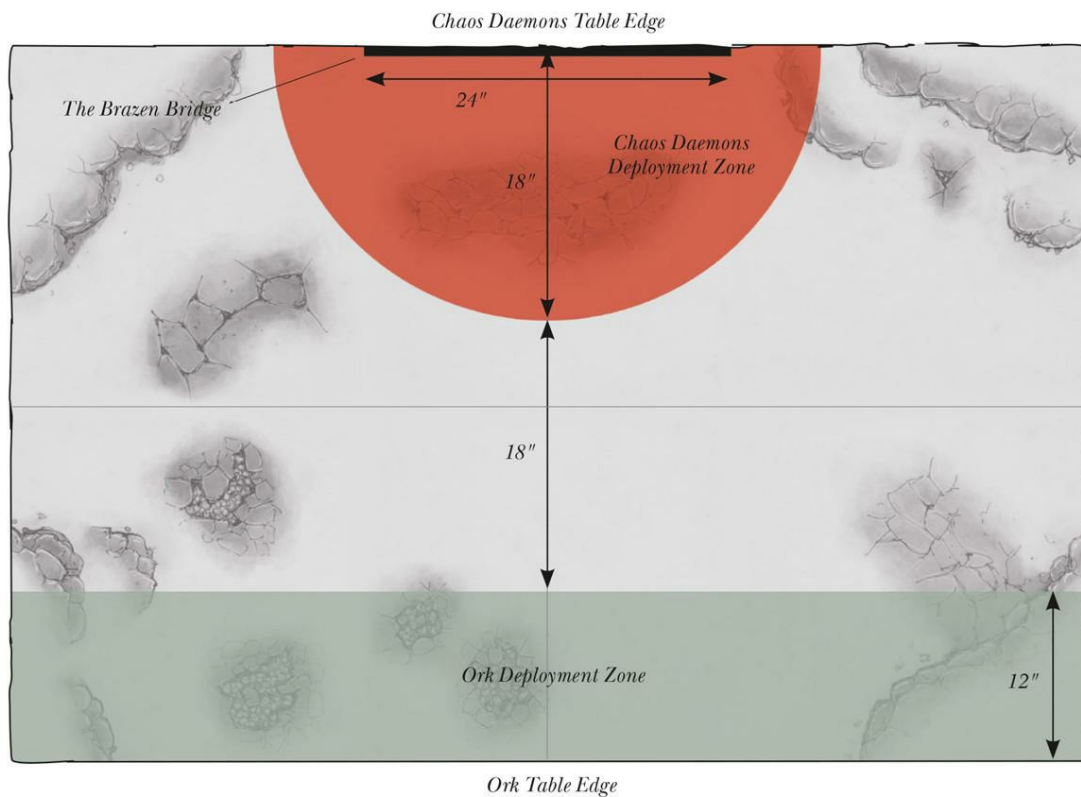 Chaos Daemons Table Edge
The Brazen Bridge
24"
Chaos Daemons
Deployment Zone
18"
18"
Ork Deployment Zone
12"
Ork Table Edge